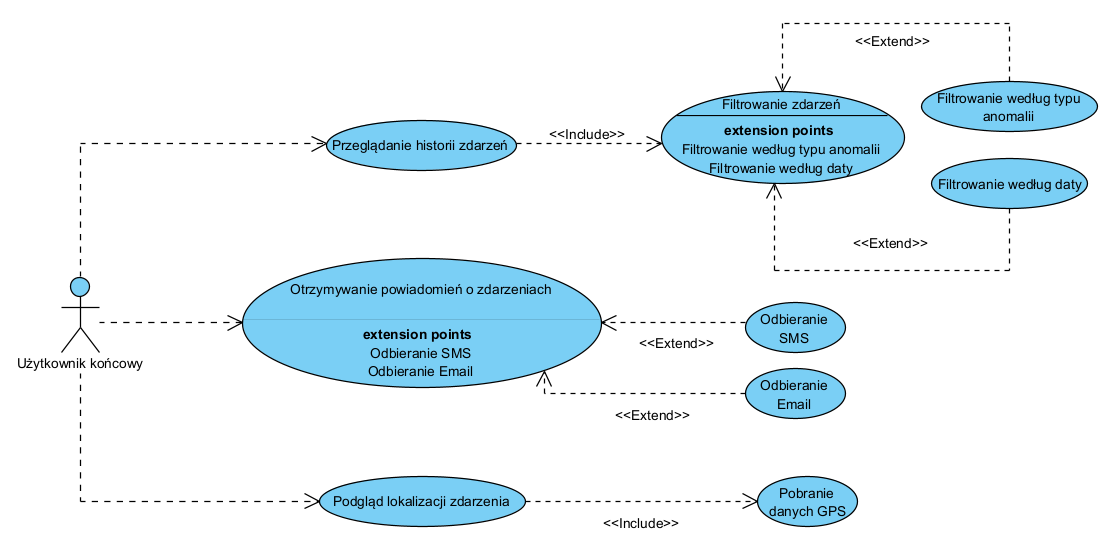 <<Extend>>
Filtrowanie według typu
anomalii
Filtrowanie zdarzeń
extension points
Filtrowanie według typu anomalii
Filtrowanie według daty
<<Include>>
Przeglądanie historii zdarzeń
Filtrowanie według daty
<<Extend>>
Otrzymywanie powiadomień o zdarzeniach
extension points
Odbieranie SMS
Odbieranie Email
Odbieranie
SMS
<<Extend>>
Użytkownik końcowy
Odbieranie
Email
<<Extend>>
Podgląd lokalizacji zdarzenia
Pobranie
danych GPS
<<Include>>